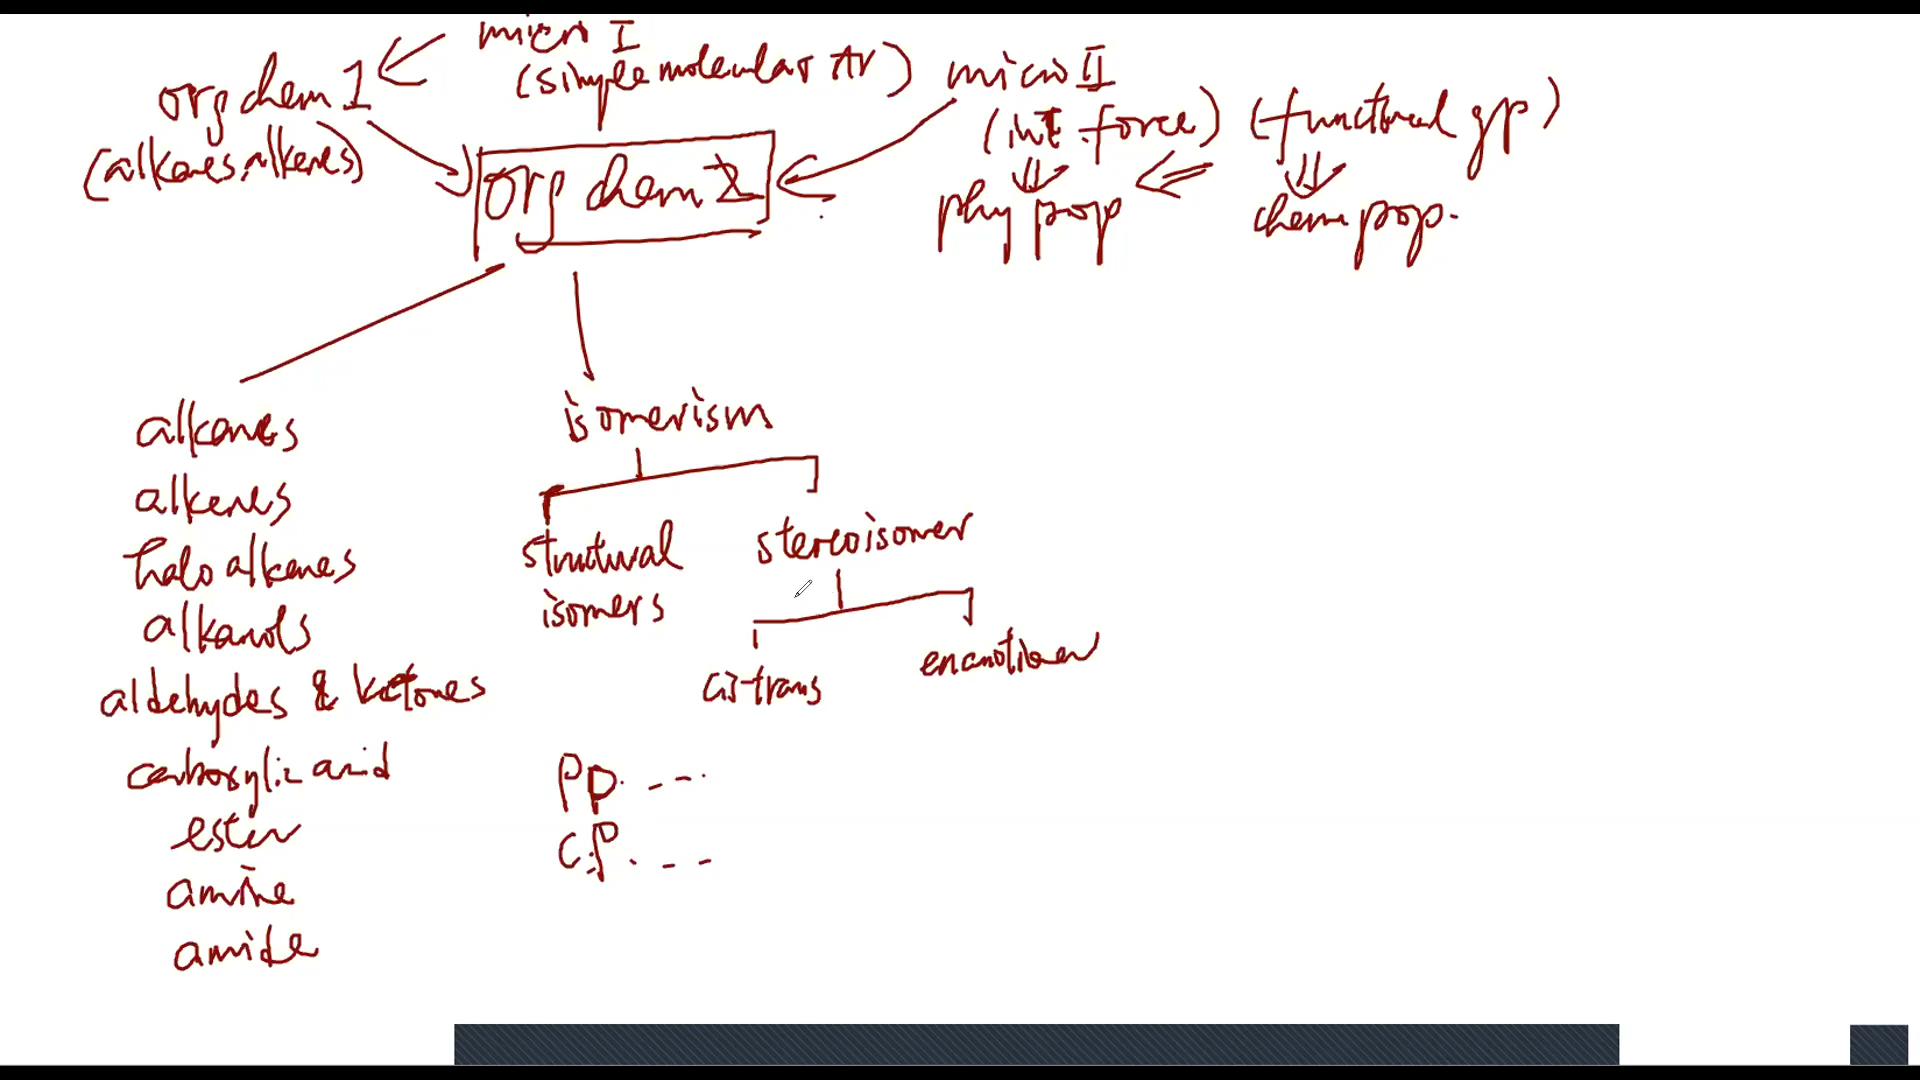 micro I
(simple molecular str)
org chem 1
(alkanes, alkenes)
micro II
(int. force) (functional gp)
org chem 2
phy prop
chem prop.
alkanes
alkenes
halo alkanes
alkanols
aldehydes & ketones
carboxylic acid
ester
amine
amide
isomerism
structural
isomers
stereoisomer
cis-trans
enantiomer
PP. ---
C.P. ---